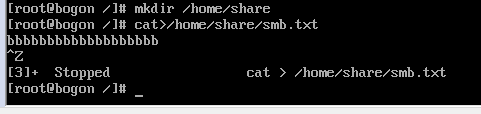 [root@bogon /]# mkdir /home/share
[root@bogon /]# cat>/home/share/smb.txt
bbbbbbbbbbbbbbbbbbb
^Z
[3]+  Stopped                 cat > /home/share/smb.txt
[root@bogon /]# _